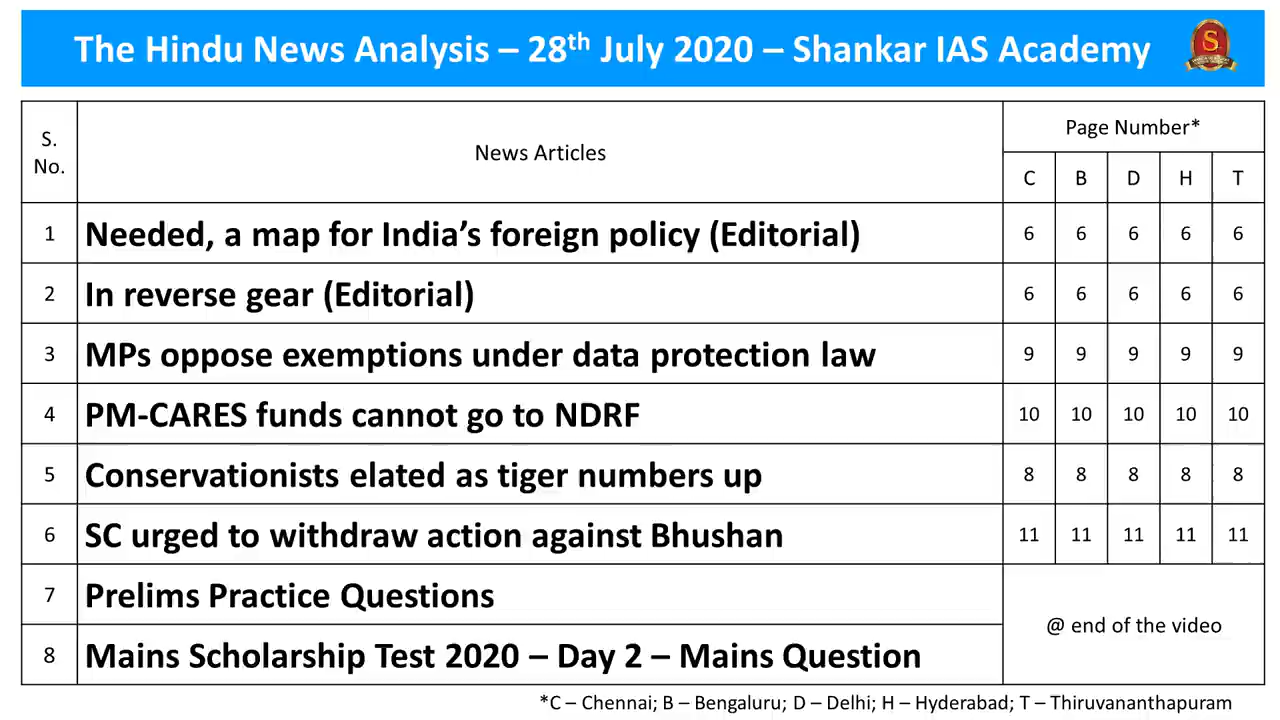 The Hindu News Analysis – 28th July 2020 – Shankar IAS Academy
S. No. News Articles Page Number*
C B D H T
1 Needed, a map for India’s foreign policy (Editorial) 6 6 6 6 6
2 In reverse gear (Editorial) 6 6 6 6 6
3 MPs oppose exemptions under data protection law 9 9 9 9 9
4 PM-CARES funds cannot go to NDRF 10 10 10 10 10
5 Conservationists elated as tiger numbers up 8 8 8 8 8
6 SC urged to withdraw action against Bhushan 11 11 11 11 11
7 Prelims Practice Questions
@ end of the video
8 Mains Scholarship Test 2020 – Day 2 – Mains Question
*C – Chennai; B – Bengaluru; D – Delhi; H – Hyderabad; T – Thiruvananthapuram